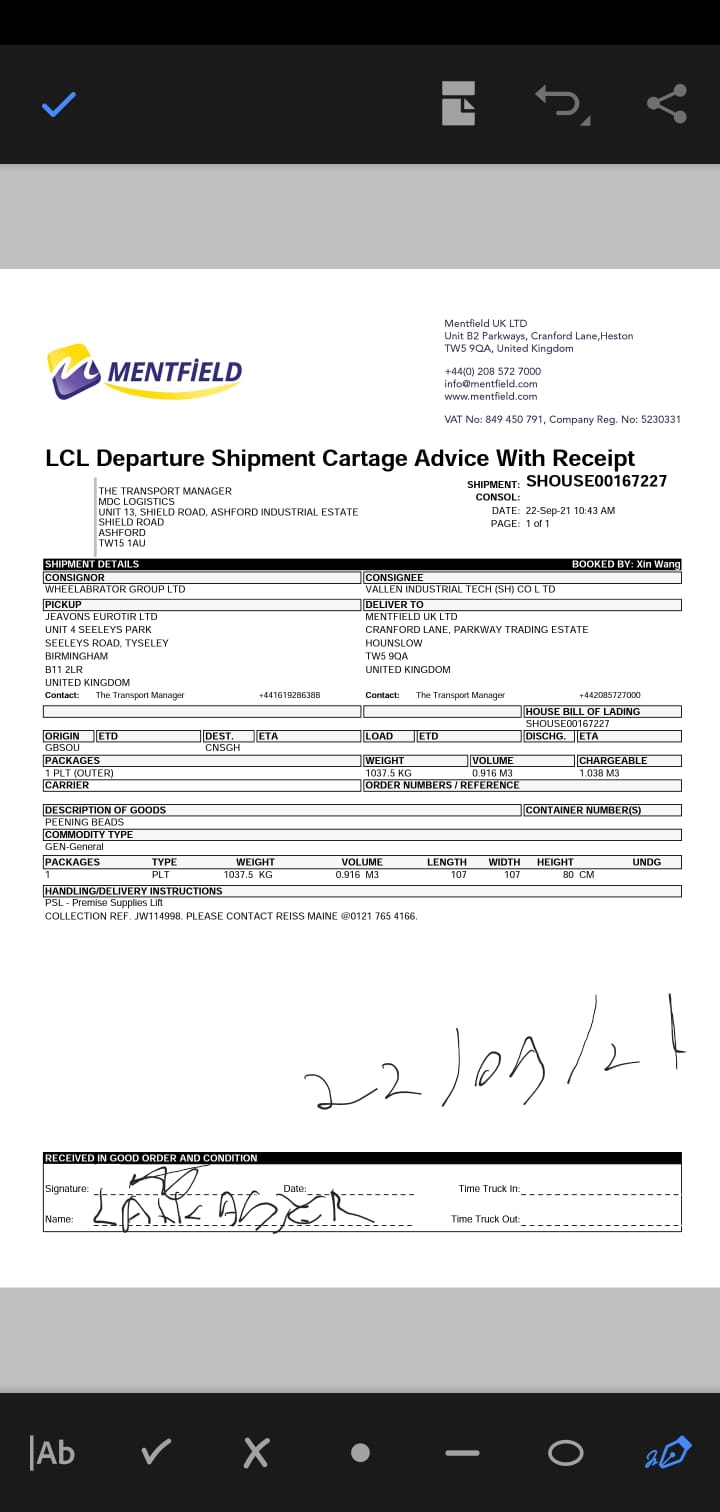 Mentfield UK LTD
Unit B2 Parkways, Cranford Lane,Heston
TW5 9QA, United Kingdom
+44(0) 208 572 7000
info@mentfield.com
www.mentfield.com
VAT No: 849 450 791, Company Reg. No: 5230331
MENTFiELD
LCL Departure Shipment Cartage Advice With Receipt
THE TRANSPORT MANAGER
MDC LOGISTICS
UNIT 13, SHIELD ROAD, ASHFORD INDUSTRIAL ESTATE
SHIELD ROAD
ASHFORD
TW15 1AU
SHIPMENT: SHOUSE00167227
CONSOL:
DATE: 22-Sep-21 10:43 AM
PAGE: 1 of 1
SHIPMENT DETAILS BOOKED BY: Xin Wang
CONSIGNOR CONSIGNEE
WHEELABRATOR GROUP LTD VALLEN INDUSTRIAL TECH (SH) CO L TD
PICKUP DELIVER TO
JEAVONS EUROTIR LTD MENTFIELD UK LTD
UNIT 4 SEELEYS PARK CRANFORD LANE, PARKWAY TRADING ESTATE
SEELEYS ROAD, TYSELEY HOUNSLOW
BIRMINGHAM TW5 9QA
B11 2LR UNITED KINGDOM
UNITED KINGDOM
Contact: The Transport Manager +441619286388 Contact: The Transport Manager +442085727000
HOUSE BILL OF LADING
SHOUSE00167227
ORIGIN ETD DEST. ETA LOAD ETD DISCHG. ETA
GBSOU CNSGH
PACKAGES WEIGHT VOLUME CHARGEABLE
1 PLT (OUTER) 1037.5 KG 0.916 M3 1.038 M3
CARRIER ORDER NUMBERS / REFERENCE
DESCRIPTION OF GOODS CONTAINER NUMBER(S)
PEENING BEADS
COMMODITY TYPE
GEN-General
PACKAGES TYPE WEIGHT VOLUME LENGTH WIDTH HEIGHT UNDG
1 PLT 1037.5 KG 0.916 M3 107 107 80 CM
HANDLING/DELIVERY INSTRUCTIONS
PSL - Premise Supplies Lift
COLLECTION REF. JW114998. PLEASE CONTACT REISS MAINE @0121 765 4166.
22/09/21
RECEIVED IN GOOD ORDER AND CONDITION
Signature: Date: Time Truck In:
Name: Time Truck Out:
Ab